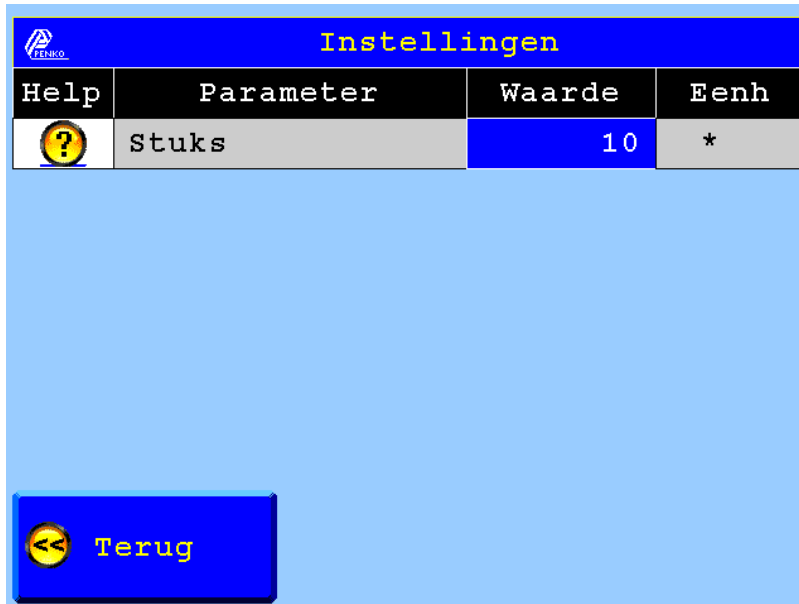 PENKO
Instellingen
Help Parameter Waarde Eenh
? Stuks 10 *
<< Terug